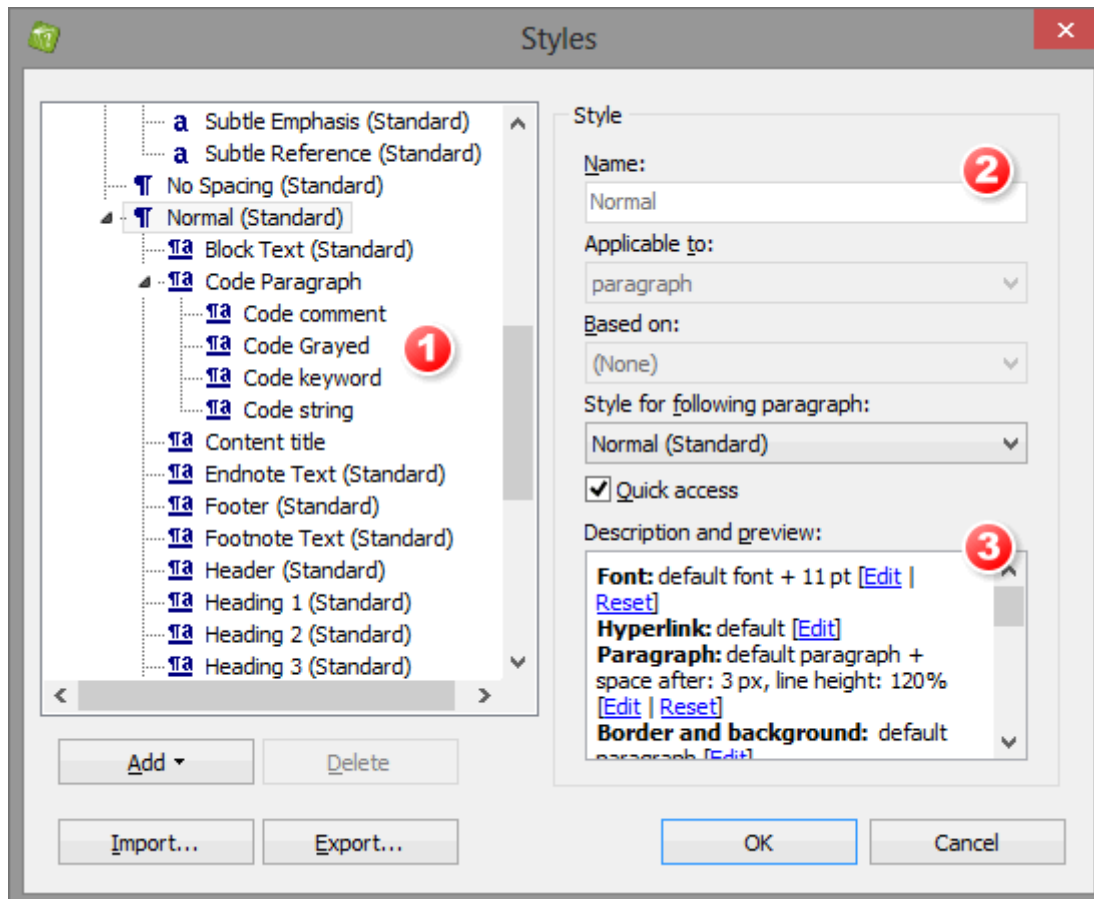 Styles
Subtle Emphasis (Standard)
Subtle Reference (Standard)
No Spacing (Standard)
Normal (Standard)
Block Text (Standard)
Code Paragraph
Code comment
Code Grayed
Code keyword
Code string
Content title
Endnote Text (Standard)
Footer (Standard)
Footnote Text (Standard)
Header (Standard)
Heading 1 (Standard)
Heading 2 (Standard)
Heading 3 (Standard)
1
Add
Delete
Import...
Export...
Style
Name:
2
Normal
Applicable to:
paragraph
Based on:
(None)
Style for following paragraph:
Normal (Standard)
Quick access
Description and preview:
3
Font: default font + 11 pt [Edit |
Reset]
Hyperlink: default [Edit]
Paragraph: default paragraph +
space after: 3 px, line height: 120%
[Edit | Reset]
Border and background: default
paragraph [Edit]
OK
Cancel